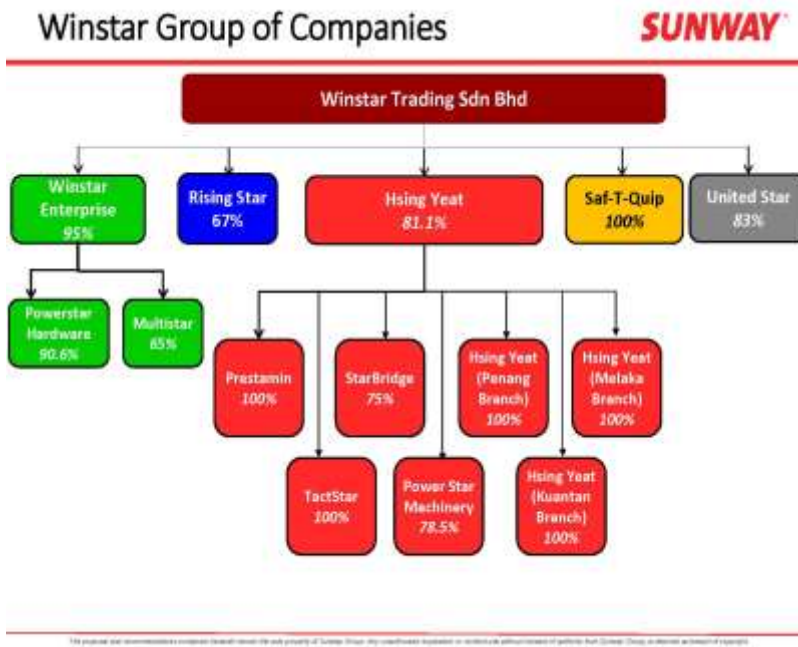 Winstar Group of Companies
SUNWAY
Winstar Trading Sdn Bhd
Winstar
Enterprise
95%
Rising Star
67%
Hsing Yeat
81.1%
Saf-T-Quip
100%
United Star
83%
Powerstar
Hardware
90.6%
Multistar
65%
Prestamin
100%
StarBridge
75%
Hsing Yeat
(Penang
Branch)
100%
Hsing Yeat
(Melaka
Branch)
100%
TactStar
100%
Power Star
Machinery
78.5%
Hsing Yeat
(Kuantan
Branch)
100%